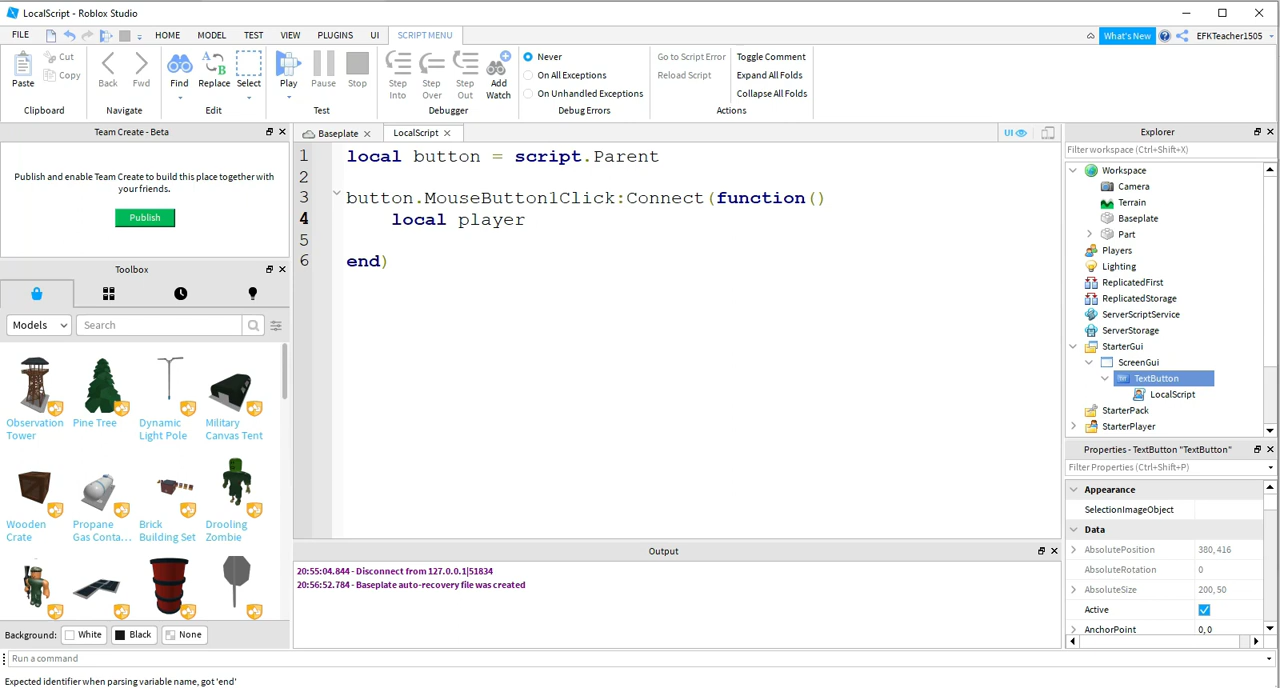 LocalScript - Roblox Studio
FILE HOME MODEL TEST VIEW PLUGINS UI SCRIPT MENU What's New EFKTeacher1505
Paste Cut Copy
Clipboard
Back Fwd
Navigate
Find Replace Select
Edit
Play Pause Stop
Test
Step Into Step Over Step Out Add Watch
Debugger
Never
On All Exceptions
On Unhandled Exceptions
Debug Errors
Go to Script Error
Reload Script
Toggle Comment
Expand All Folds
Collapse All Folds
Actions
Team Create - Beta
Publish and enable Team Create to build this place together with
your friends.
Publish
Toolbox
Models Search
Observation
Tower
Pine Tree
Dynamic
Light Pole
Military
Canvas Tent
Wooden
Crate
Propane
Gas Conta...
Brick
Building Set
Drooling
Zombie
Background: White Black None
Baseplate LocalScript UI
1 local button = script.Parent
2
3 button.MouseButton1Click:Connect(function()
4 local player
5
6 end)
Output
20:55:04.844 - Disconnect from 127.0.0.1|51834
20:56:52.784 - Baseplate auto-recovery file was created
Explorer
Filter workspace (Ctrl+Shift+X)
Workspace
Camera
Terrain
Baseplate
Part
Players
Lighting
ReplicatedFirst
ReplicatedStorage
ServerScriptService
ServerStorage
StarterGui
ScreenGui
TextButton
LocalScript
StarterPack
StarterPlayer
Properties - TextButton "TextButton"
Filter Properties (Ctrl+Shift+P)
Appearance
SelectionImageObject
Data
AbsolutePosition 380, 416
AbsoluteRotation 0
AbsoluteSize 200, 50
Active
AnchorPoint 0, 0
Run a command
Expected identifier when parsing variable name, got 'end'